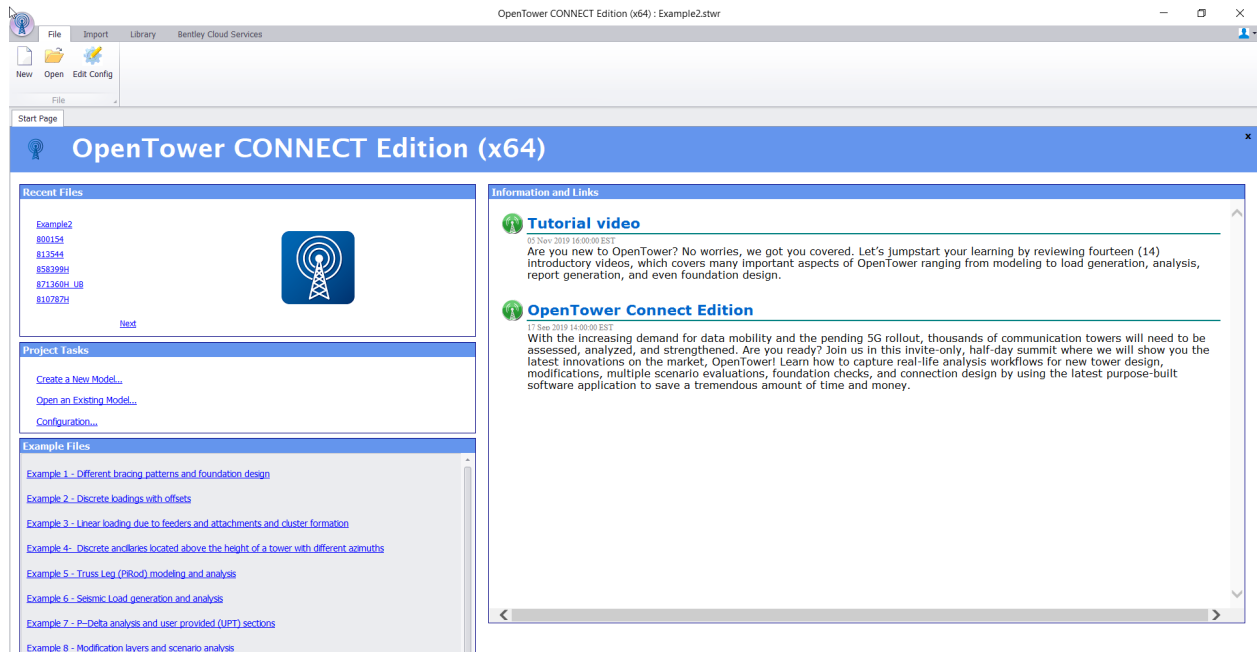 OpenTower CONNECT Edition (x64) : Example2.stwr
File Import Library Bentley Cloud Services
New Open Edit Config
File
Start Page
OpenTower CONNECT Edition (x64)
Recent Files
Example2
800154
813544
858399H
871360H_UB
810787H
Next
Project Tasks
Create a New Model...
Open an Existing Model...
Configuration...
Example Files
Example 1 - Different bracing patterns and foundation design
Example 2 - Discrete loadings with offsets
Example 3 - Linear loading due to feeders and attachments and cluster formation
Example 4- Discrete ancillaries located above the height of a tower with different azimuths
Example 5 - Truss Leg (PiRod) modeling and analysis
Example 6 - Seismic Load generation and analysis
Example 7 - P–Delta analysis and user provided (UPT) sections
Example 8 - Modification layers and scenario analysis
Information and Links
Tutorial video
05 Nov 2019 16:00:00 EST
Are you new to OpenTower? No worries, we got you covered. Let's jumpstart your learning by reviewing fourteen (14)
introductory videos, which covers many important aspects of OpenTower ranging from modeling to load generation, analysis,
report generation, and even foundation design.
OpenTower Connect Edition
17 Sep 2019 14:00:00 EST
With the increasing demand for data mobility and the pending 5G rollout, thousands of communication towers will need to be
assessed, analyzed, and strengthened. Are you ready? Join us in this invite-only, half-day summit where we will show you the
latest innovations on the market, OpenTower! Learn how to capture real-life analysis workflows for new tower design,
modifications, multiple scenario evaluations, foundation checks, and connection design by using the latest purpose-built
software application to save a tremendous amount of time and money.